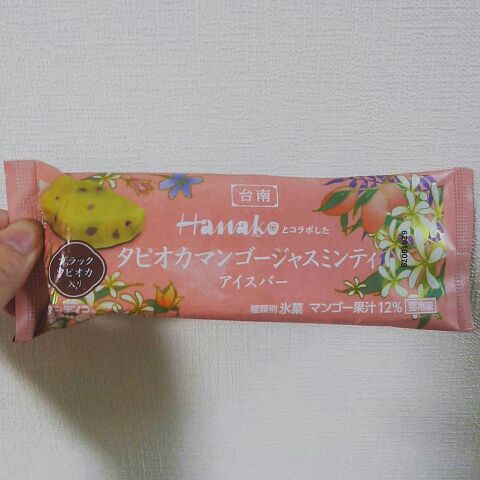 台南
Hanako とコラボした
タピオカマンゴージャスミンティー
アイスバー
ブラック
タピオカ
入り
種類別 氷菓 マンゴー果汁12% 要冷凍